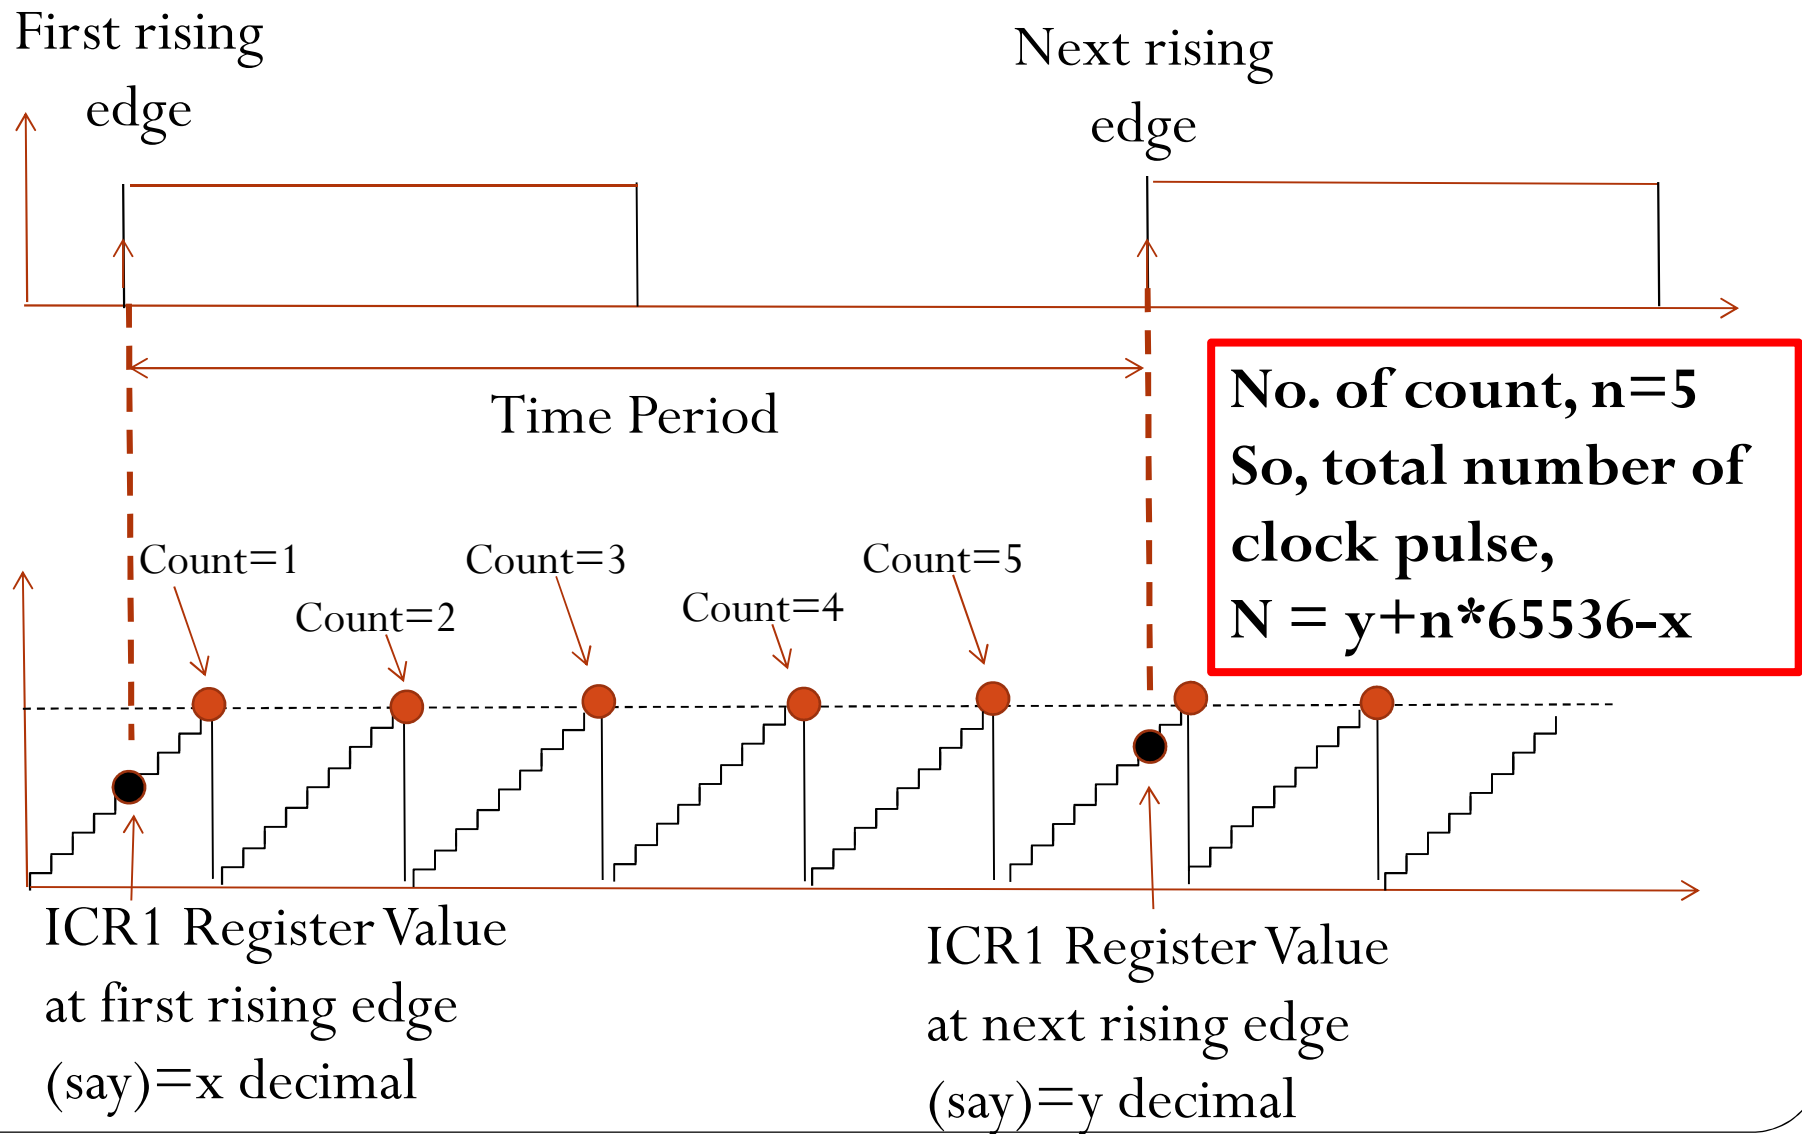 First rising
edge
Next rising
edge
Time Period
No. of count, n=5
So, total number of
clock pulse,
N = y+n*65536-x
Count=1
Count=2
Count=3
Count=4
Count=5
ICR1 Register Value
at first rising edge
(say)=x decimal
ICR1 Register Value
at next rising edge
(say)=y decimal